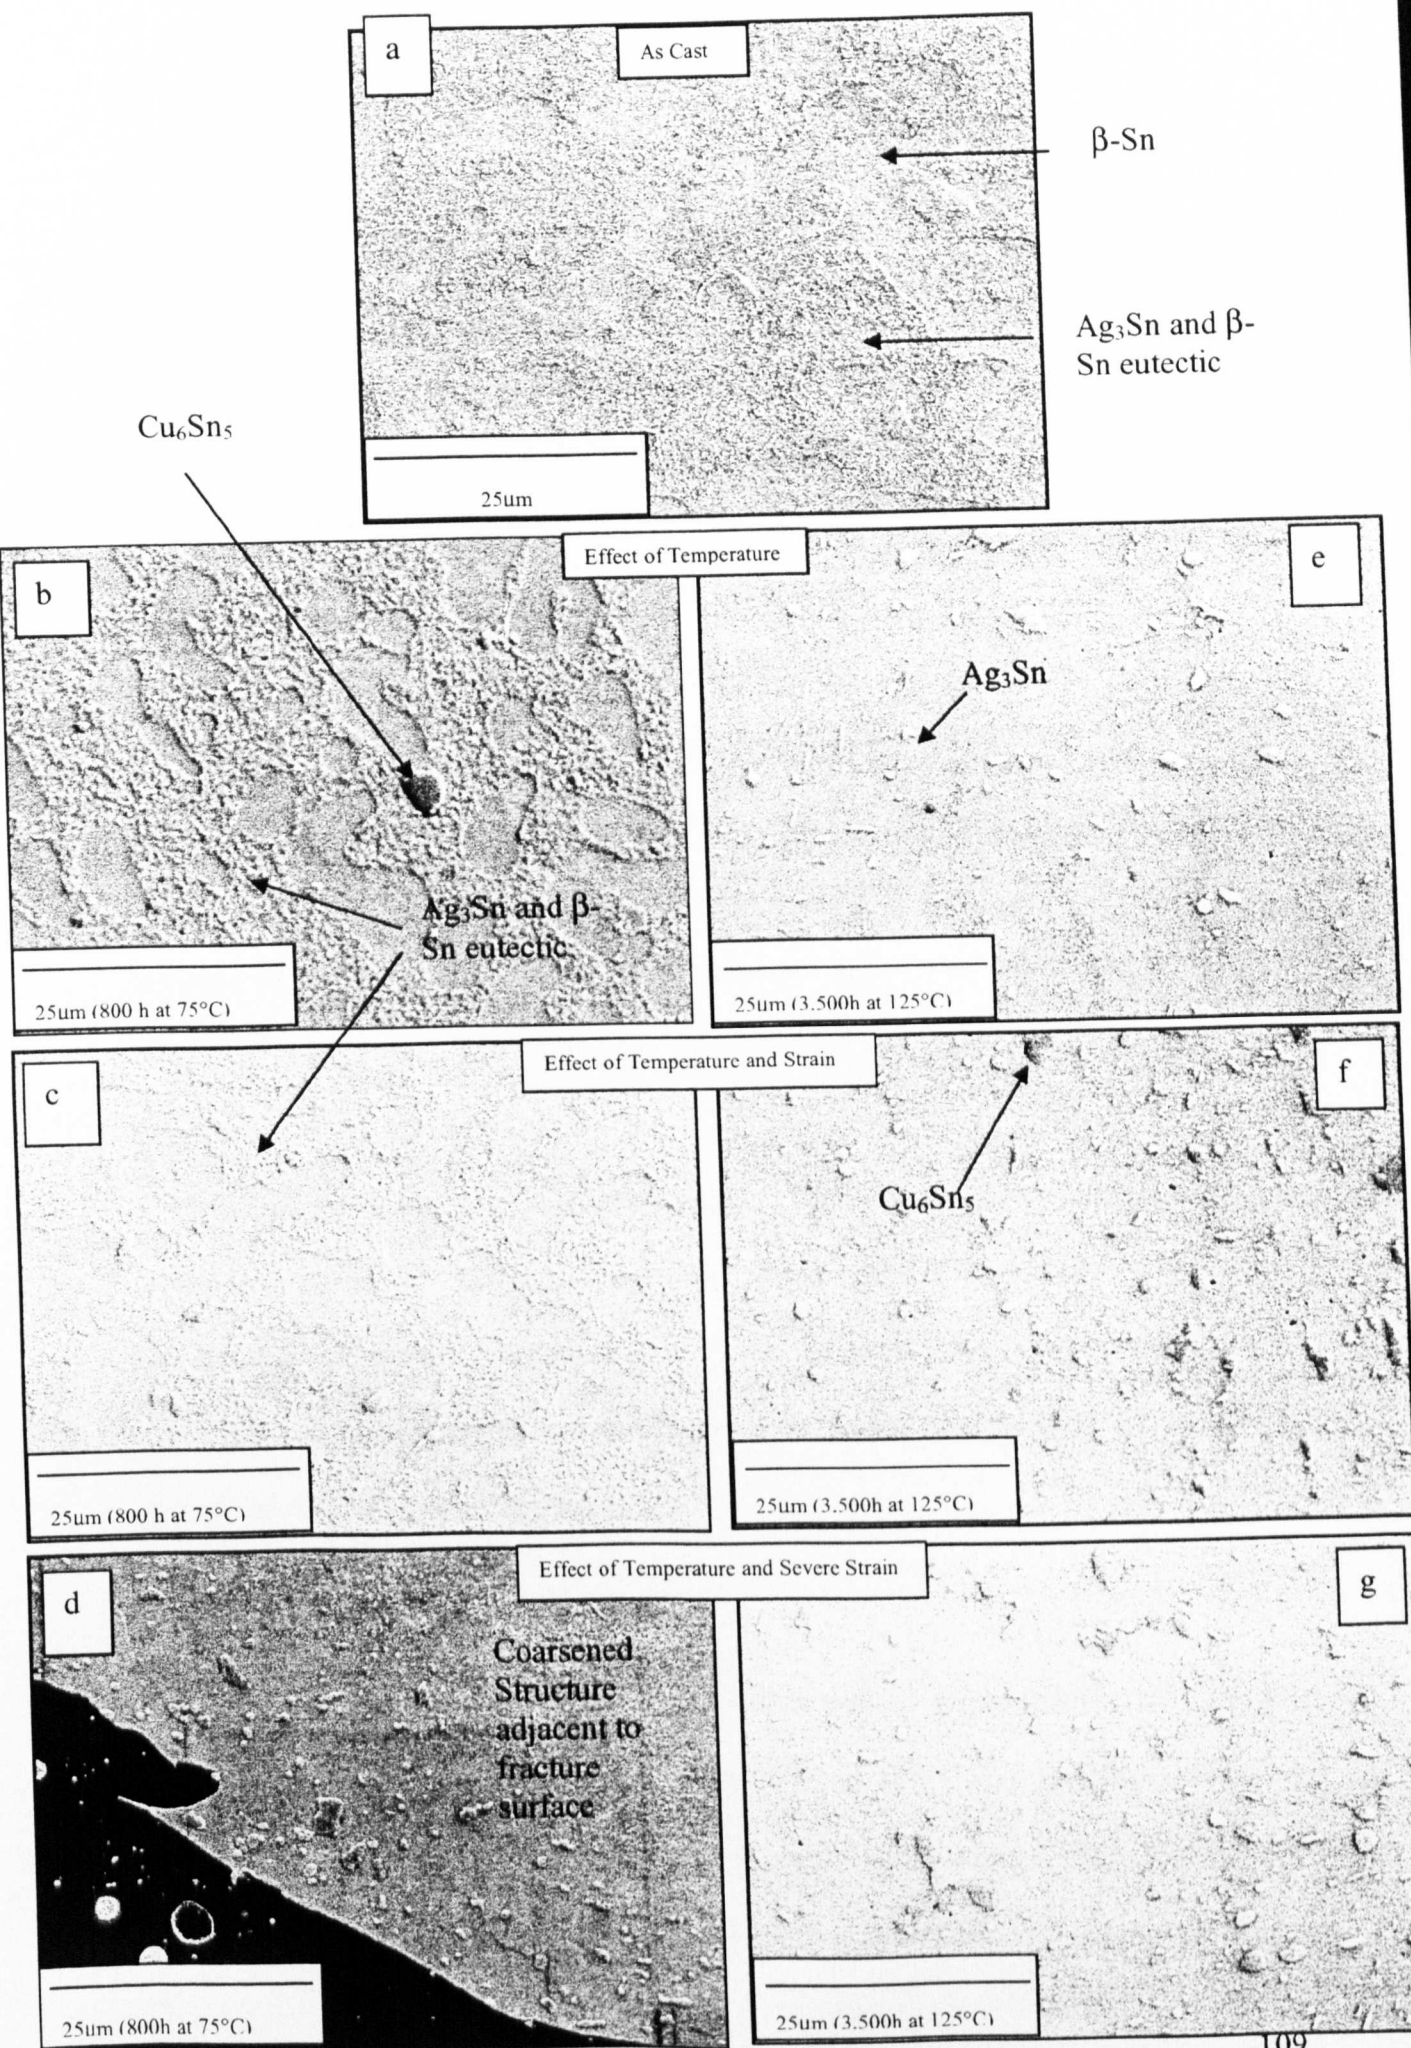 a
As Cast
β-Sn
Ag₃Sn and β-
Sn eutectic
25um
Cu₆Sn₅
Effect of Temperature
b
e
Ag₃Sn
Ag₃Sn and β-
Sn eutectic
25um (800 h at 75°C)
25um (3.500h at 125°C)
Effect of Temperature and Strain
c
f
Cu₆Sn₅
25um (800 h at 75°C)
25um (3.500h at 125°C)
Effect of Temperature and Severe Strain
d
g
Coarsened
Structure
adjacent to
fracture
surface
25um (800h at 75°C)
25um (3.500h at 125°C)
109